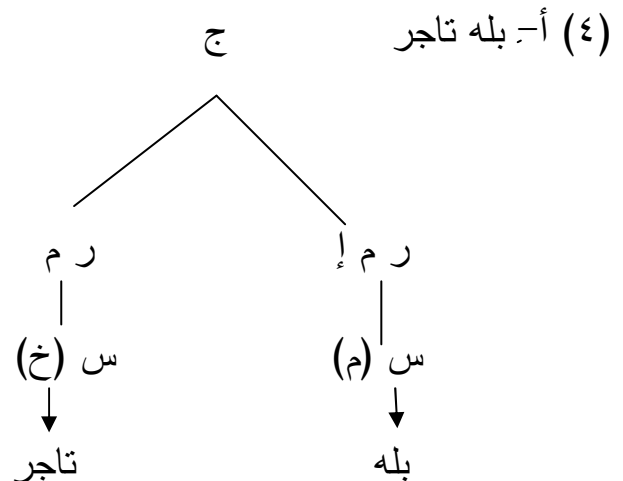 (٤) أ- بله تاجر
ج
ر م إ ر م
س (م) س (خ)
بله تاجر